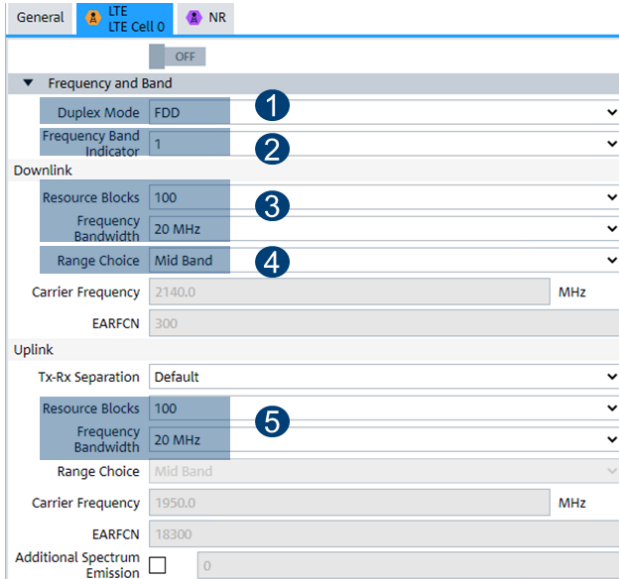 General
LTE
LTE Cell 0
NR
OFF
Frequency and Band
Duplex Mode FDD 1
Frequency Band
Indicator 1 2
Downlink
Resource Blocks 100 3
Frequency
Bandwidth 20 MHz
Range Choice Mid Band 4
Carrier Frequency 2140.0 MHz
EARFCN 300
Uplink
Tx-Rx Separation Default
Resource Blocks 100 5
Frequency
Bandwidth 20 MHz
Range Choice Mid Band
Carrier Frequency 1950.0 MHz
EARFCN 18300
Additional Spectrum
Emission 0